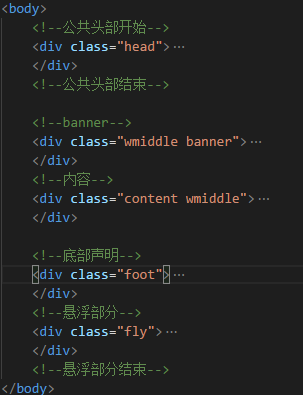 <body>
<!--公共头部开始-->
<div class="head">…
</div>
<!--公共头部结束-->
<!--banner-->
<div class="wmiddle banner">…
</div>
<!--内容-->
<div class="content wmiddle">…
</div>
<!--底部声明-->
<div class="foot">…
</div>
<!--悬浮部分-->
<div class="fly">…
</div>
<!--悬浮部分结束-->
</body>